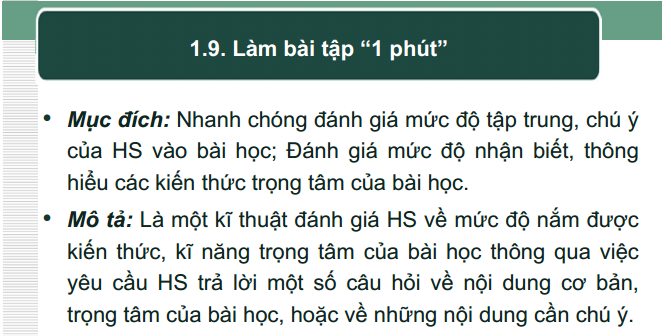 1.9. Làm bài tập “1 phút”
• Mục đích: Nhanh chóng đánh giá mức độ tập trung, chú ý
của HS vào bài học; Đánh giá mức độ nhận biết, thông
hiểu các kiến thức trọng tâm của bài học.
• Mô tả: Là một kĩ thuật đánh giá HS về mức độ nắm được
kiến thức, kĩ năng trọng tâm của bài học thông qua việc
yêu cầu HS trả lời một số câu hỏi về nội dung cơ bản,
trọng tâm của bài học, hoặc về những nội dung cần chú ý.